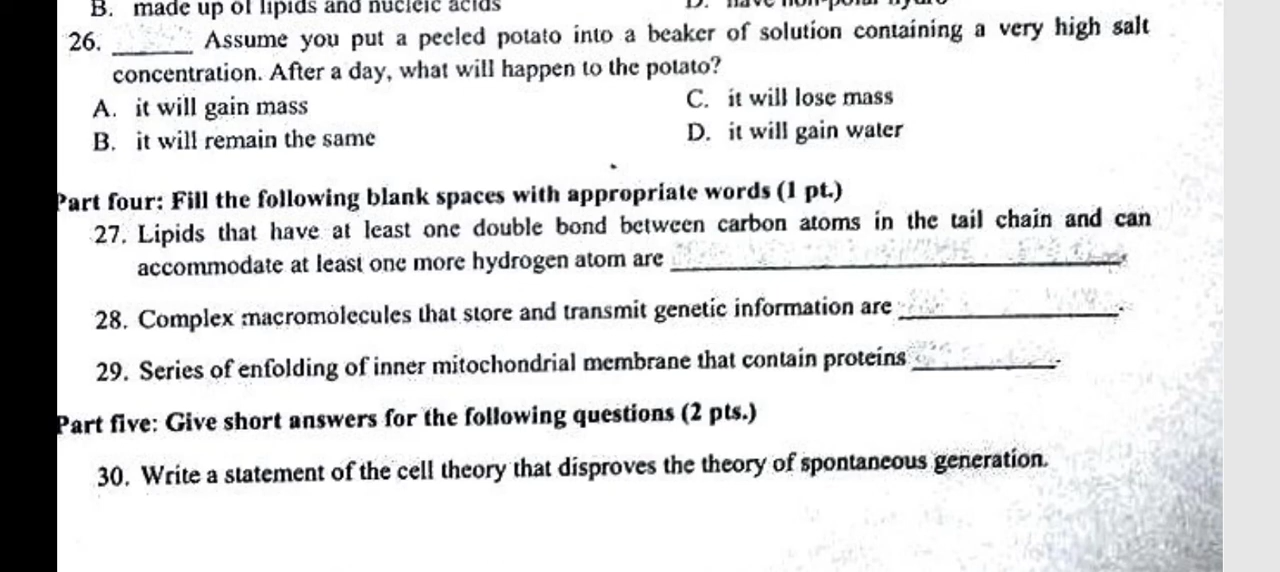 B. made up of lipids and nucleic acids
26. ______ Assume you put a peeled potato into a beaker of solution containing a very high salt
concentration. After a day, what will happen to the potato?
A. it will gain mass
C. it will lose mass
B. it will remain the same
D. it will gain water
Part four: Fill the following blank spaces with appropriate words (1 pt.)
27. Lipids that have at least one double bond between carbon atoms in the tail chain and can
accommodate at least one more hydrogen atom are ______
28. Complex macromolecules that store and transmit genetic information are ______.
29. Series of enfolding of inner mitochondrial membrane that contain proteins ______.
Part five: Give short answers for the following questions (2 pts.)
30. Write a statement of the cell theory that disproves the theory of spontaneous generation.